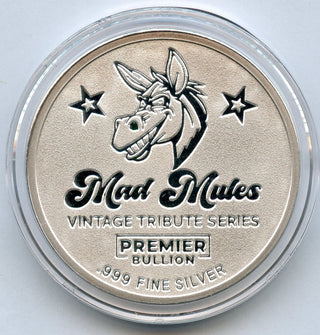 Mad Mules
VINTAGE TRIBUTE SERIES
PREMIER
BULLION
.999 FINE SILVER